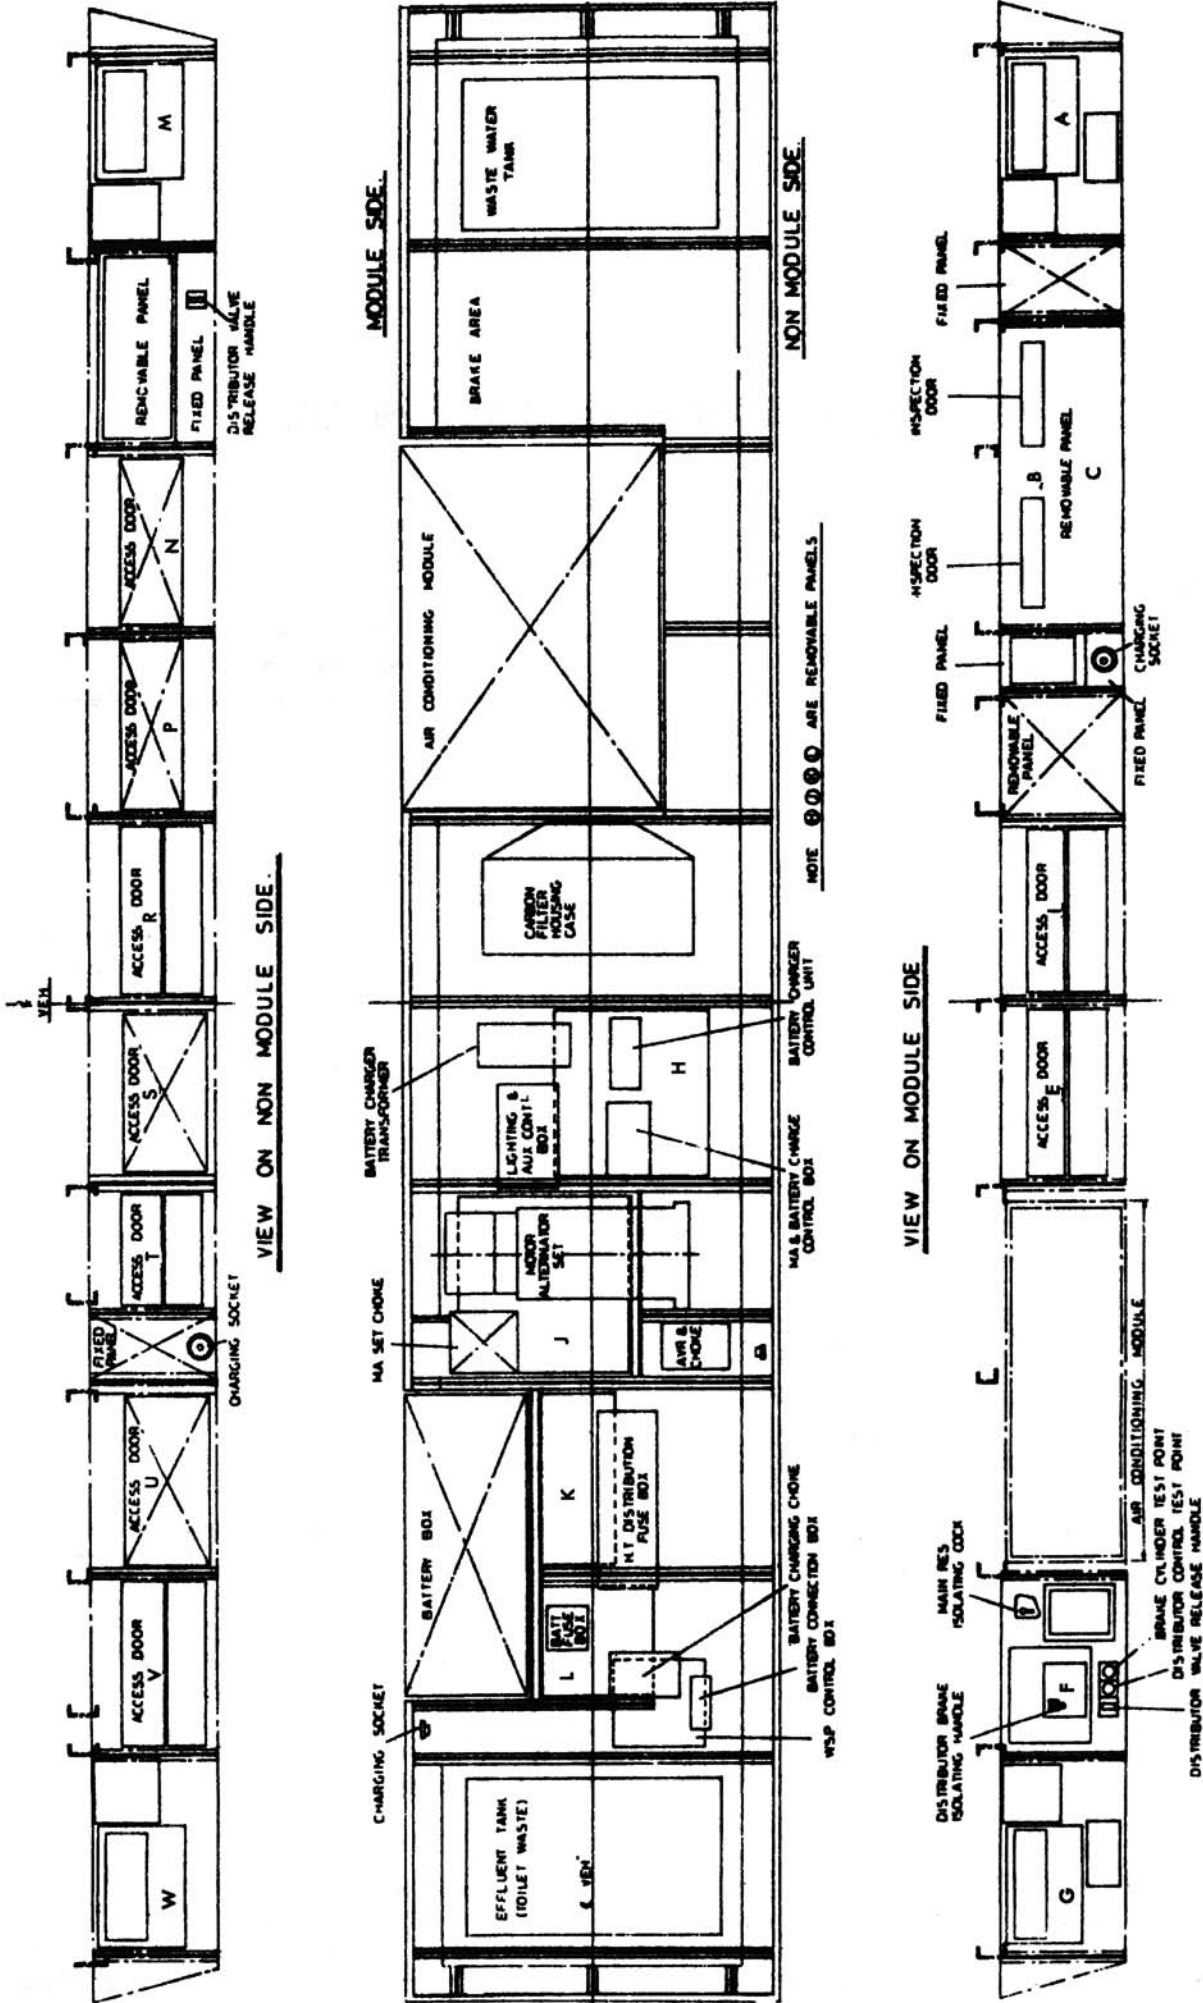 ℄
VEH
W
ACCESS DOOR
V
ACCESS DOOR
U
FIXED
PANEL
CHARGING SOCKET
ACCESS DOOR
T
ACCESS DOOR
S
ACCESS DOOR
R
ACCESS DOOR
P
ACCESS DOOR
N
REMOVABLE PANEL
FIXED PANEL
DISTRIBUTOR VALVE
RELEASE HANDLE
M
VIEW ON NON MODULE SIDE.
MODULE SIDE.
CHARGING SOCKET
MA SET CHOKE
BATTERY CHARGER
TRANSFORMER
EFFLUENT TANK
(TOILET WASTE)
℄ VEH
BATTERY BOX
L
BATT
FUSE
BOX
K
H.T DISTRIBUTION
FUSE BOX
J
MOTOR
ALTERNATOR
SET
AVR &
CHOKE
LIGHTING &
AUX CONTL
BOX
H
CARBON
FILTER
HOUSING
CASE
AIR CONDITIONING MODULE
BRAKE AREA
WASTE WATER
TANK
BATTERY CHARGING CHOKE
BATTERY CONNECTION BOX
WSP CONTROL BOX
MA & BATTERY CHARGE
CONTROL BOX
BATTERY CHARGER
CONTROL UNIT
NOTE H J K L ARE REMOVABLE PANELS
NON MODULE SIDE.
VIEW ON MODULE SIDE
DISTRIBUTOR BRAKE
ISOLATING HANDLE
MAIN RES
ISOLATING COCK
FIXED PANEL
INSPECTION
DOOR
INSPECTION
DOOR
FIXED PANEL
G
F
ACCESS DOOR
E
ACCESS DOOR
REMOVABLE
PANEL
B
REMOVABLE PANEL
C
A
AIR CONDITIONING MODULE
BRAKE CYLINDER TEST POINT
DISTRIBUTOR CONTROL TEST POINT
DISTRIBUTOR VALVE RELEASE HANDLE
FIXED PANEL
CHARGING
SOCKET